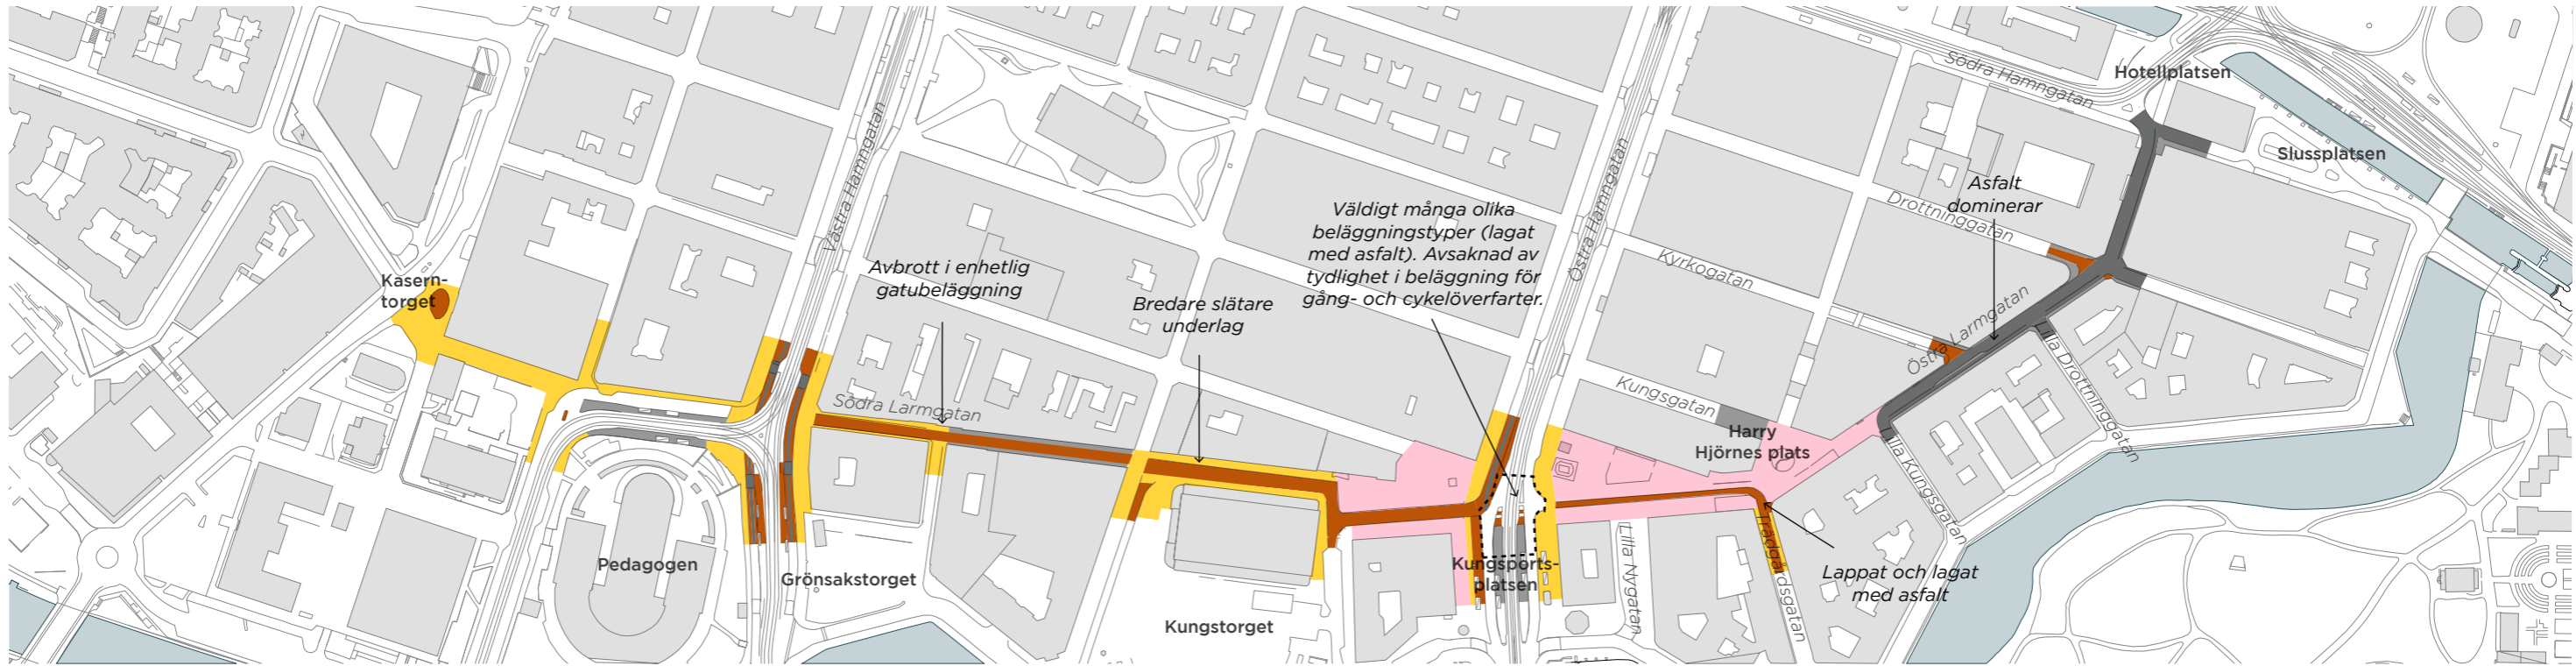 Södra Hamngatan
Hotellplatsen
Slussplatsen
Västra Hamngatan
Östra Hamngatan
Asfalt
dominerar
Drottninggatan
Väldigt många olika
beläggningstyper (lagat
med asfalt). Avsaknad av
tydlighet i beläggning för
gång- och cykelöverfarter.
Kyrkogatan
Avbrott i enhetlig
gatubeläggning
Kasern-
torget
Bredare slätare
underlag
Östra Larmgatan
Lilla Drottninggatan
Södra Larmgatan
Kungsgatan
Harry
Hjörnes plats
Lilla Kungsgatan
Pedagogen
Grönsakstorget
Kungsports-
platsen
Lilla Nygatan
Trädgårdsgatan
Lappat och lagat
med asfalt
Kungstorget